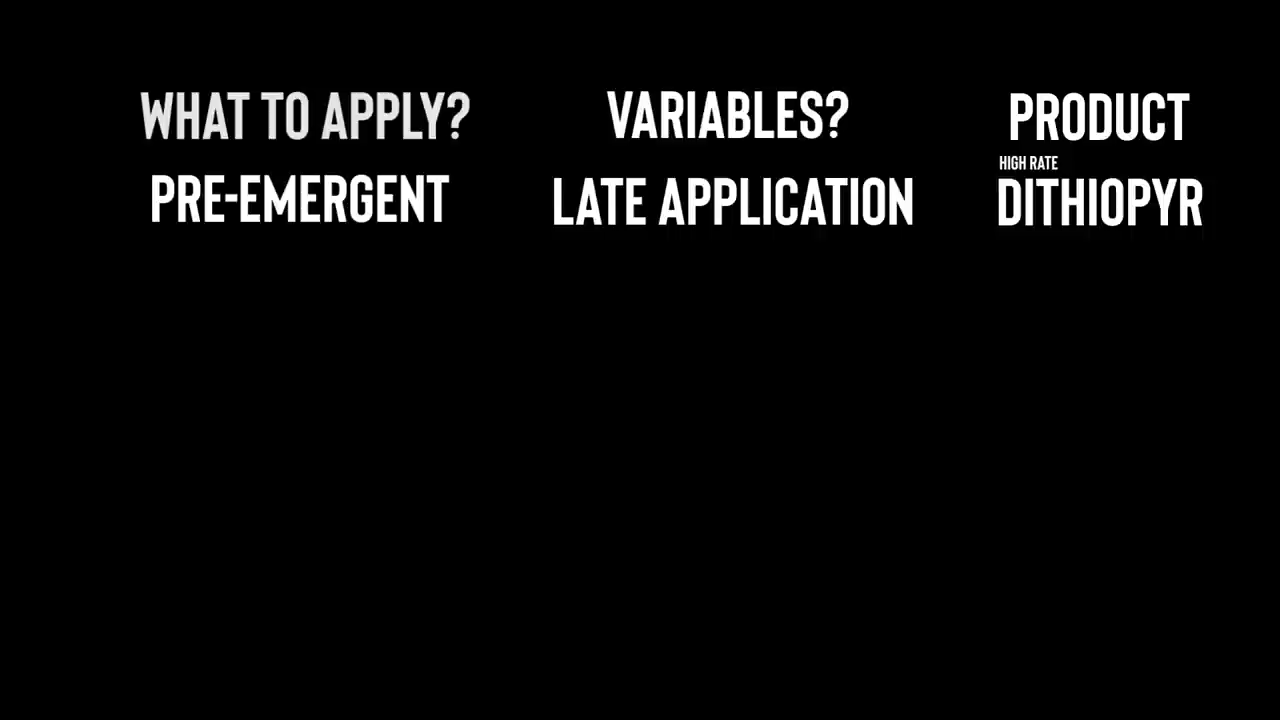 WHAT TO APPLY?
VARIABLES?
PRODUCT
PRE-EMERGENT
LATE APPLICATION
HIGH RATE
DITHIOPYR